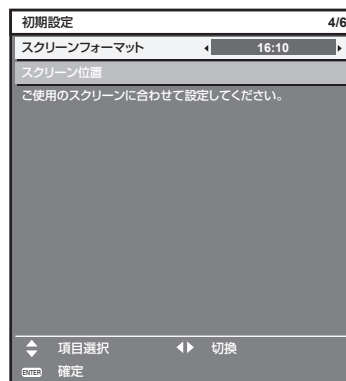 初期設定 4/6
スクリーンフォーマット 16:10
スクリーン位置
ご使用のスクリーンに合わせて設定してください。
項目選択 切換
ENTER 確定